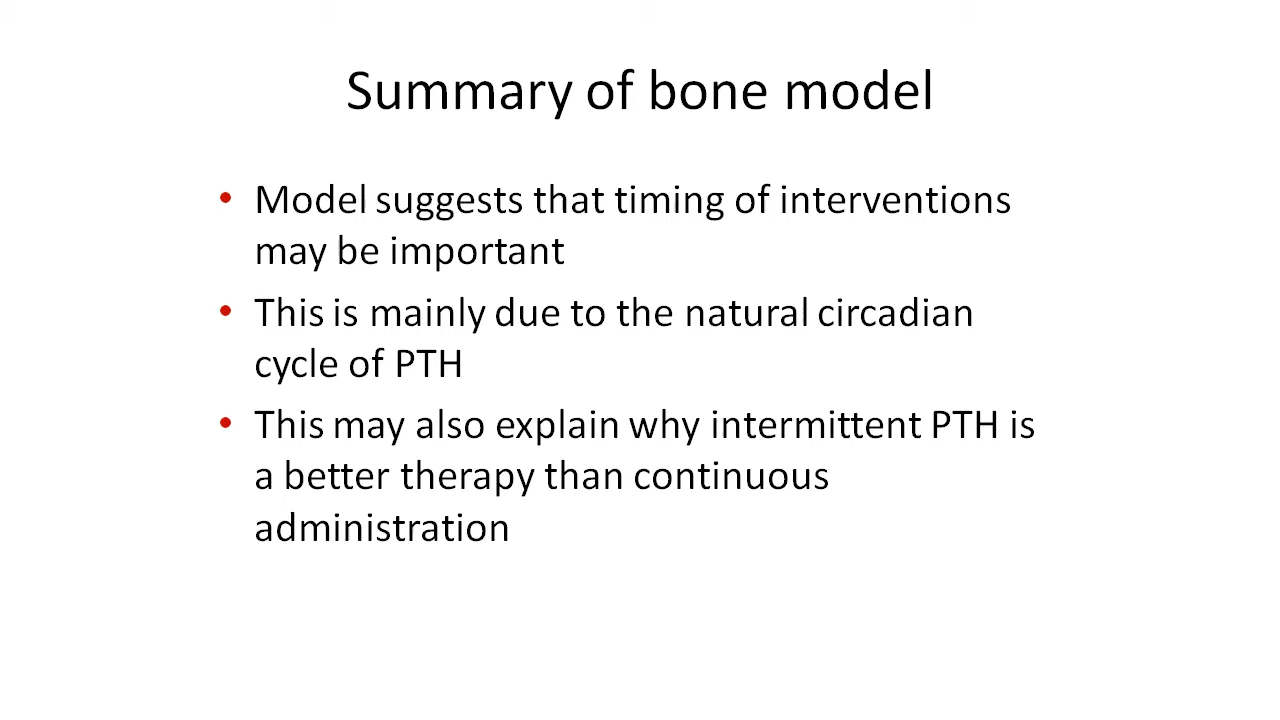 Summary of bone model
• Model suggests that timing of interventions
may be important
• This is mainly due to the natural circadian
cycle of PTH
• This may also explain why intermittent PTH is
a better therapy than continuous
administration